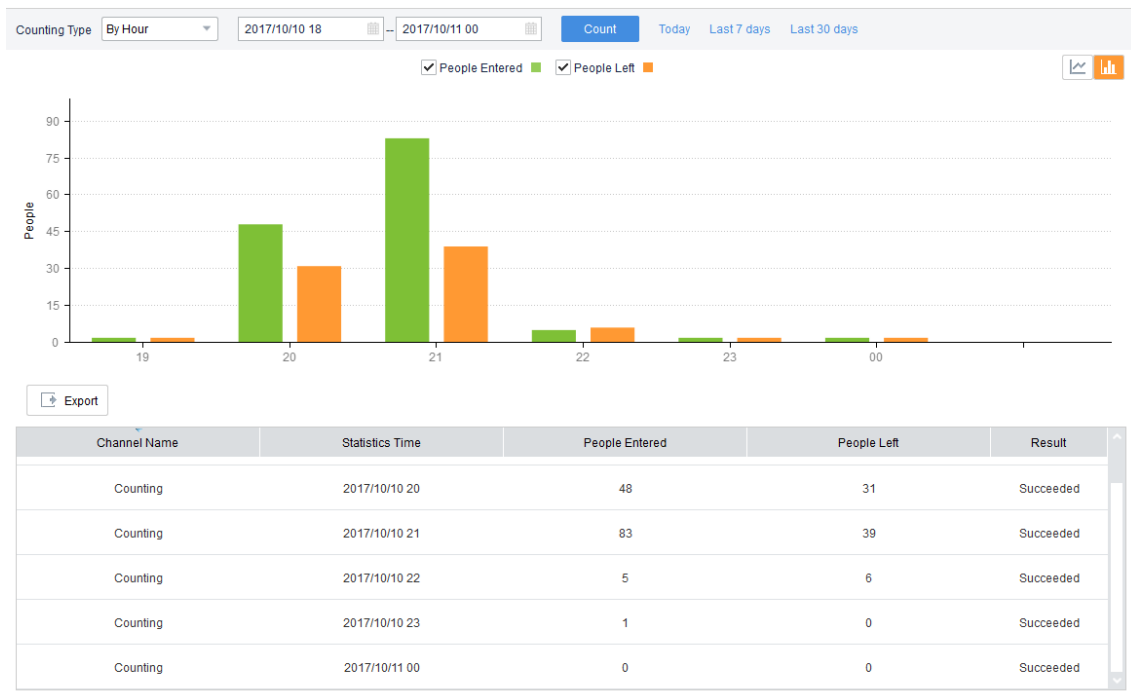 Counting Type By Hour 2017/10/10 18 -- 2017/10/11 00 Count Today Last 7 days Last 30 days
People Entered People Left
90
75
60
45
30
15
0
People
19 20 21 22 23 00
Export
Channel Name Statistics Time People Entered People Left Result
Counting 2017/10/10 20 48 31 Succeeded
Counting 2017/10/10 21 83 39 Succeeded
Counting 2017/10/10 22 5 6 Succeeded
Counting 2017/10/10 23 1 0 Succeeded
Counting 2017/10/11 00 0 0 Succeeded